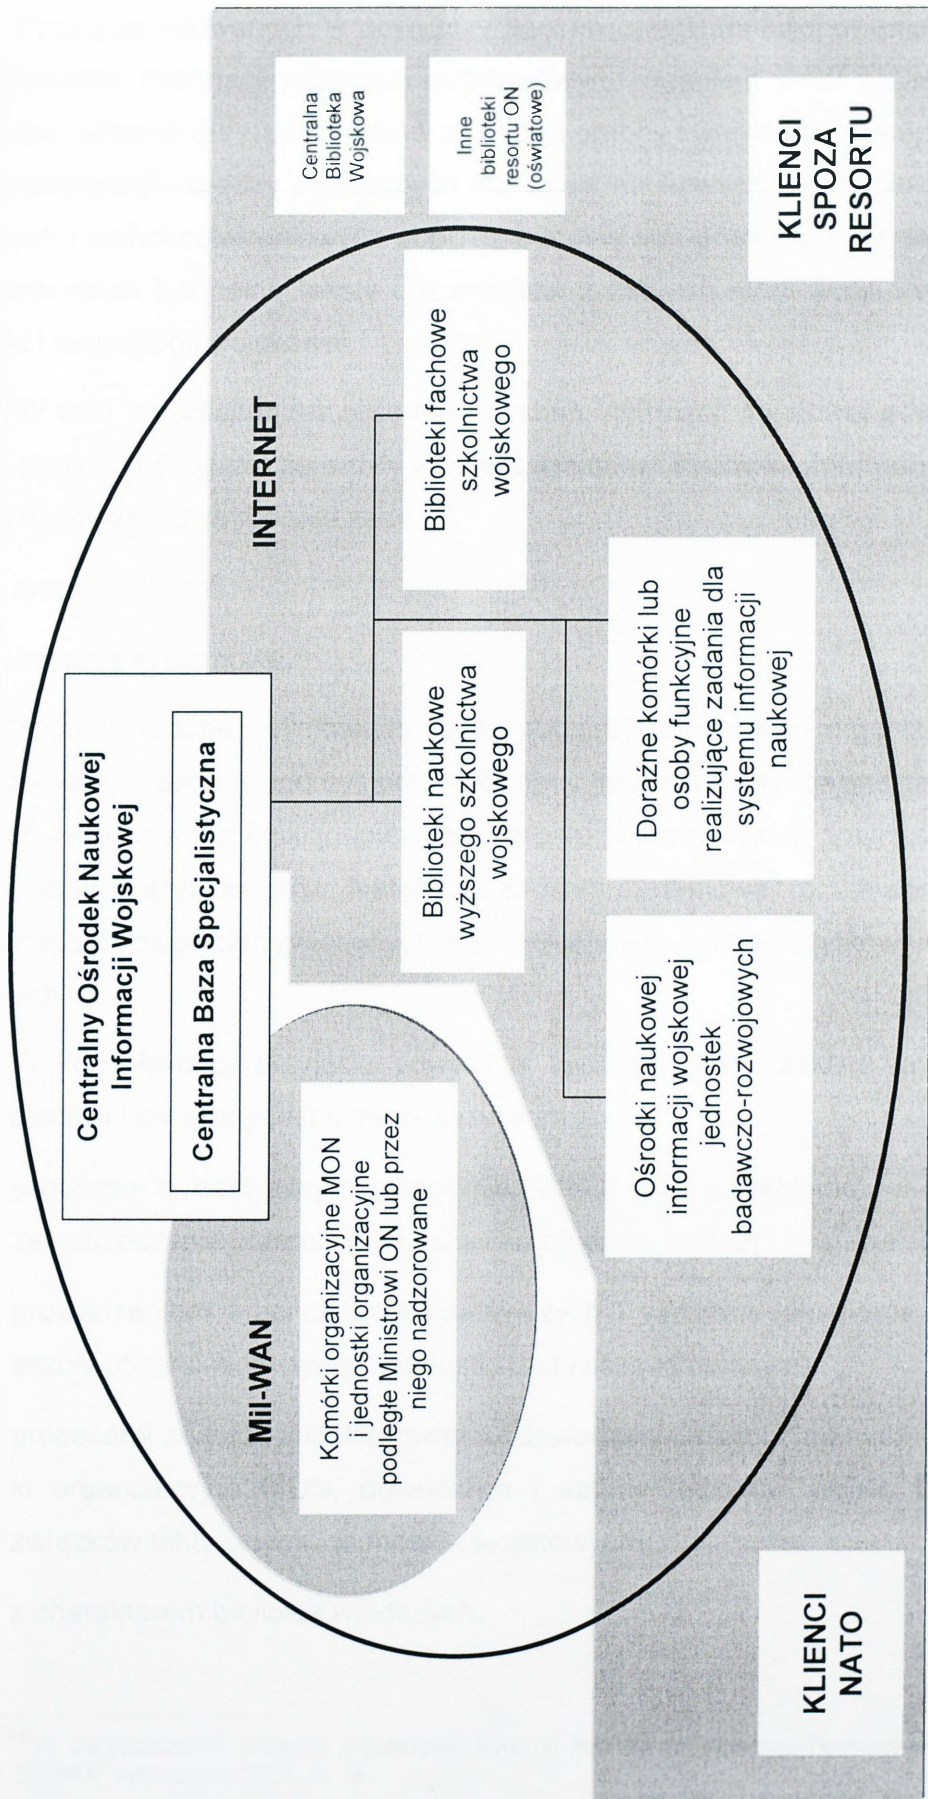 Centralny Ośrodek Naukowej
Informacji Wojskowej
Centralna Baza Specjalistyczna
Mil-WAN
INTERNET
Centralna
Biblioteka
Wojskowa
Inne
biblioteki
resortu ON
(oświatowe)
Komórki organizacyjne MON
i jednostki organizacyjne
podległe Ministrowi ON lub przez
niego nadzorowane
Biblioteki naukowe
wyższego szkolnictwa
wojskowego
Biblioteki fachowe
szkolnictwa
wojskowego
Ośrodki naukowej
informacji wojskowej
jednostek
badawczo-rozwojowych
Doraźne komórki lub
osoby funkcyjne
realizujące zadania dla
systemu informacji
naukowej
KLIENCI
NATO
KLIENCI
SPOZA
RESORTU